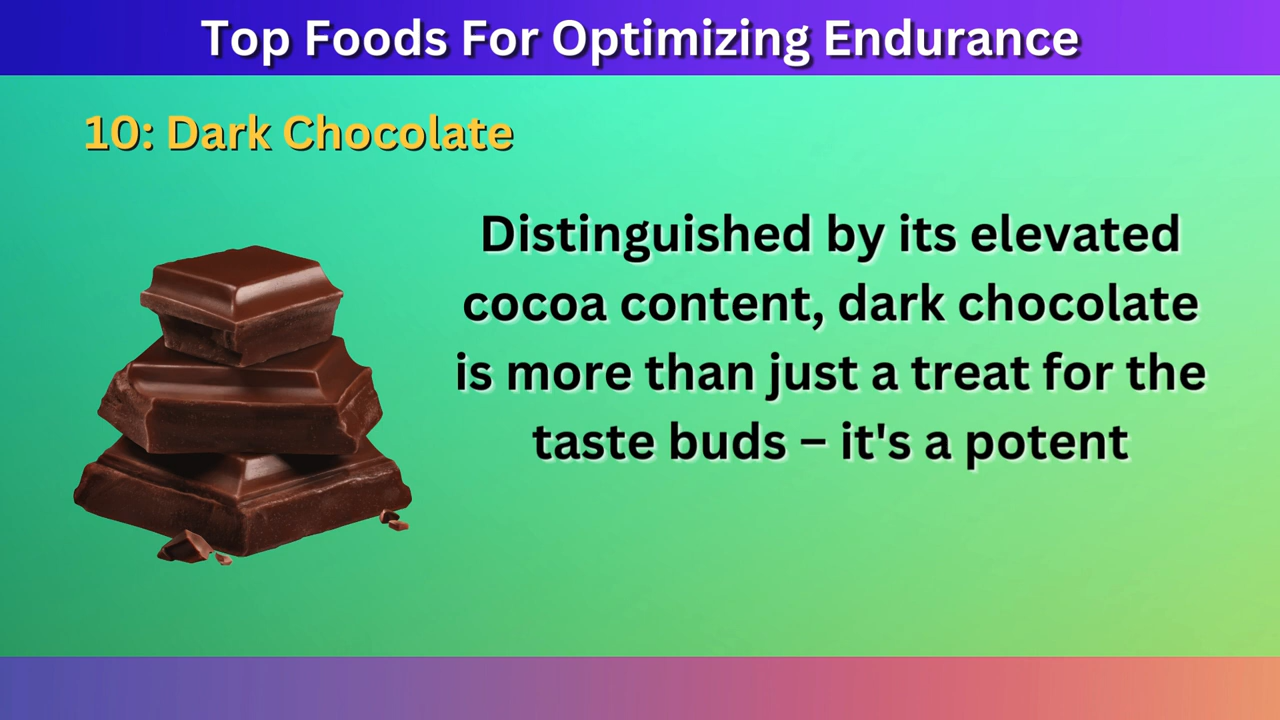 Top Foods For Optimizing Endurance
10: Dark Chocolate
Distinguished by its elevated
cocoa content, dark chocolate
is more than just a treat for the
taste buds – it's a potent